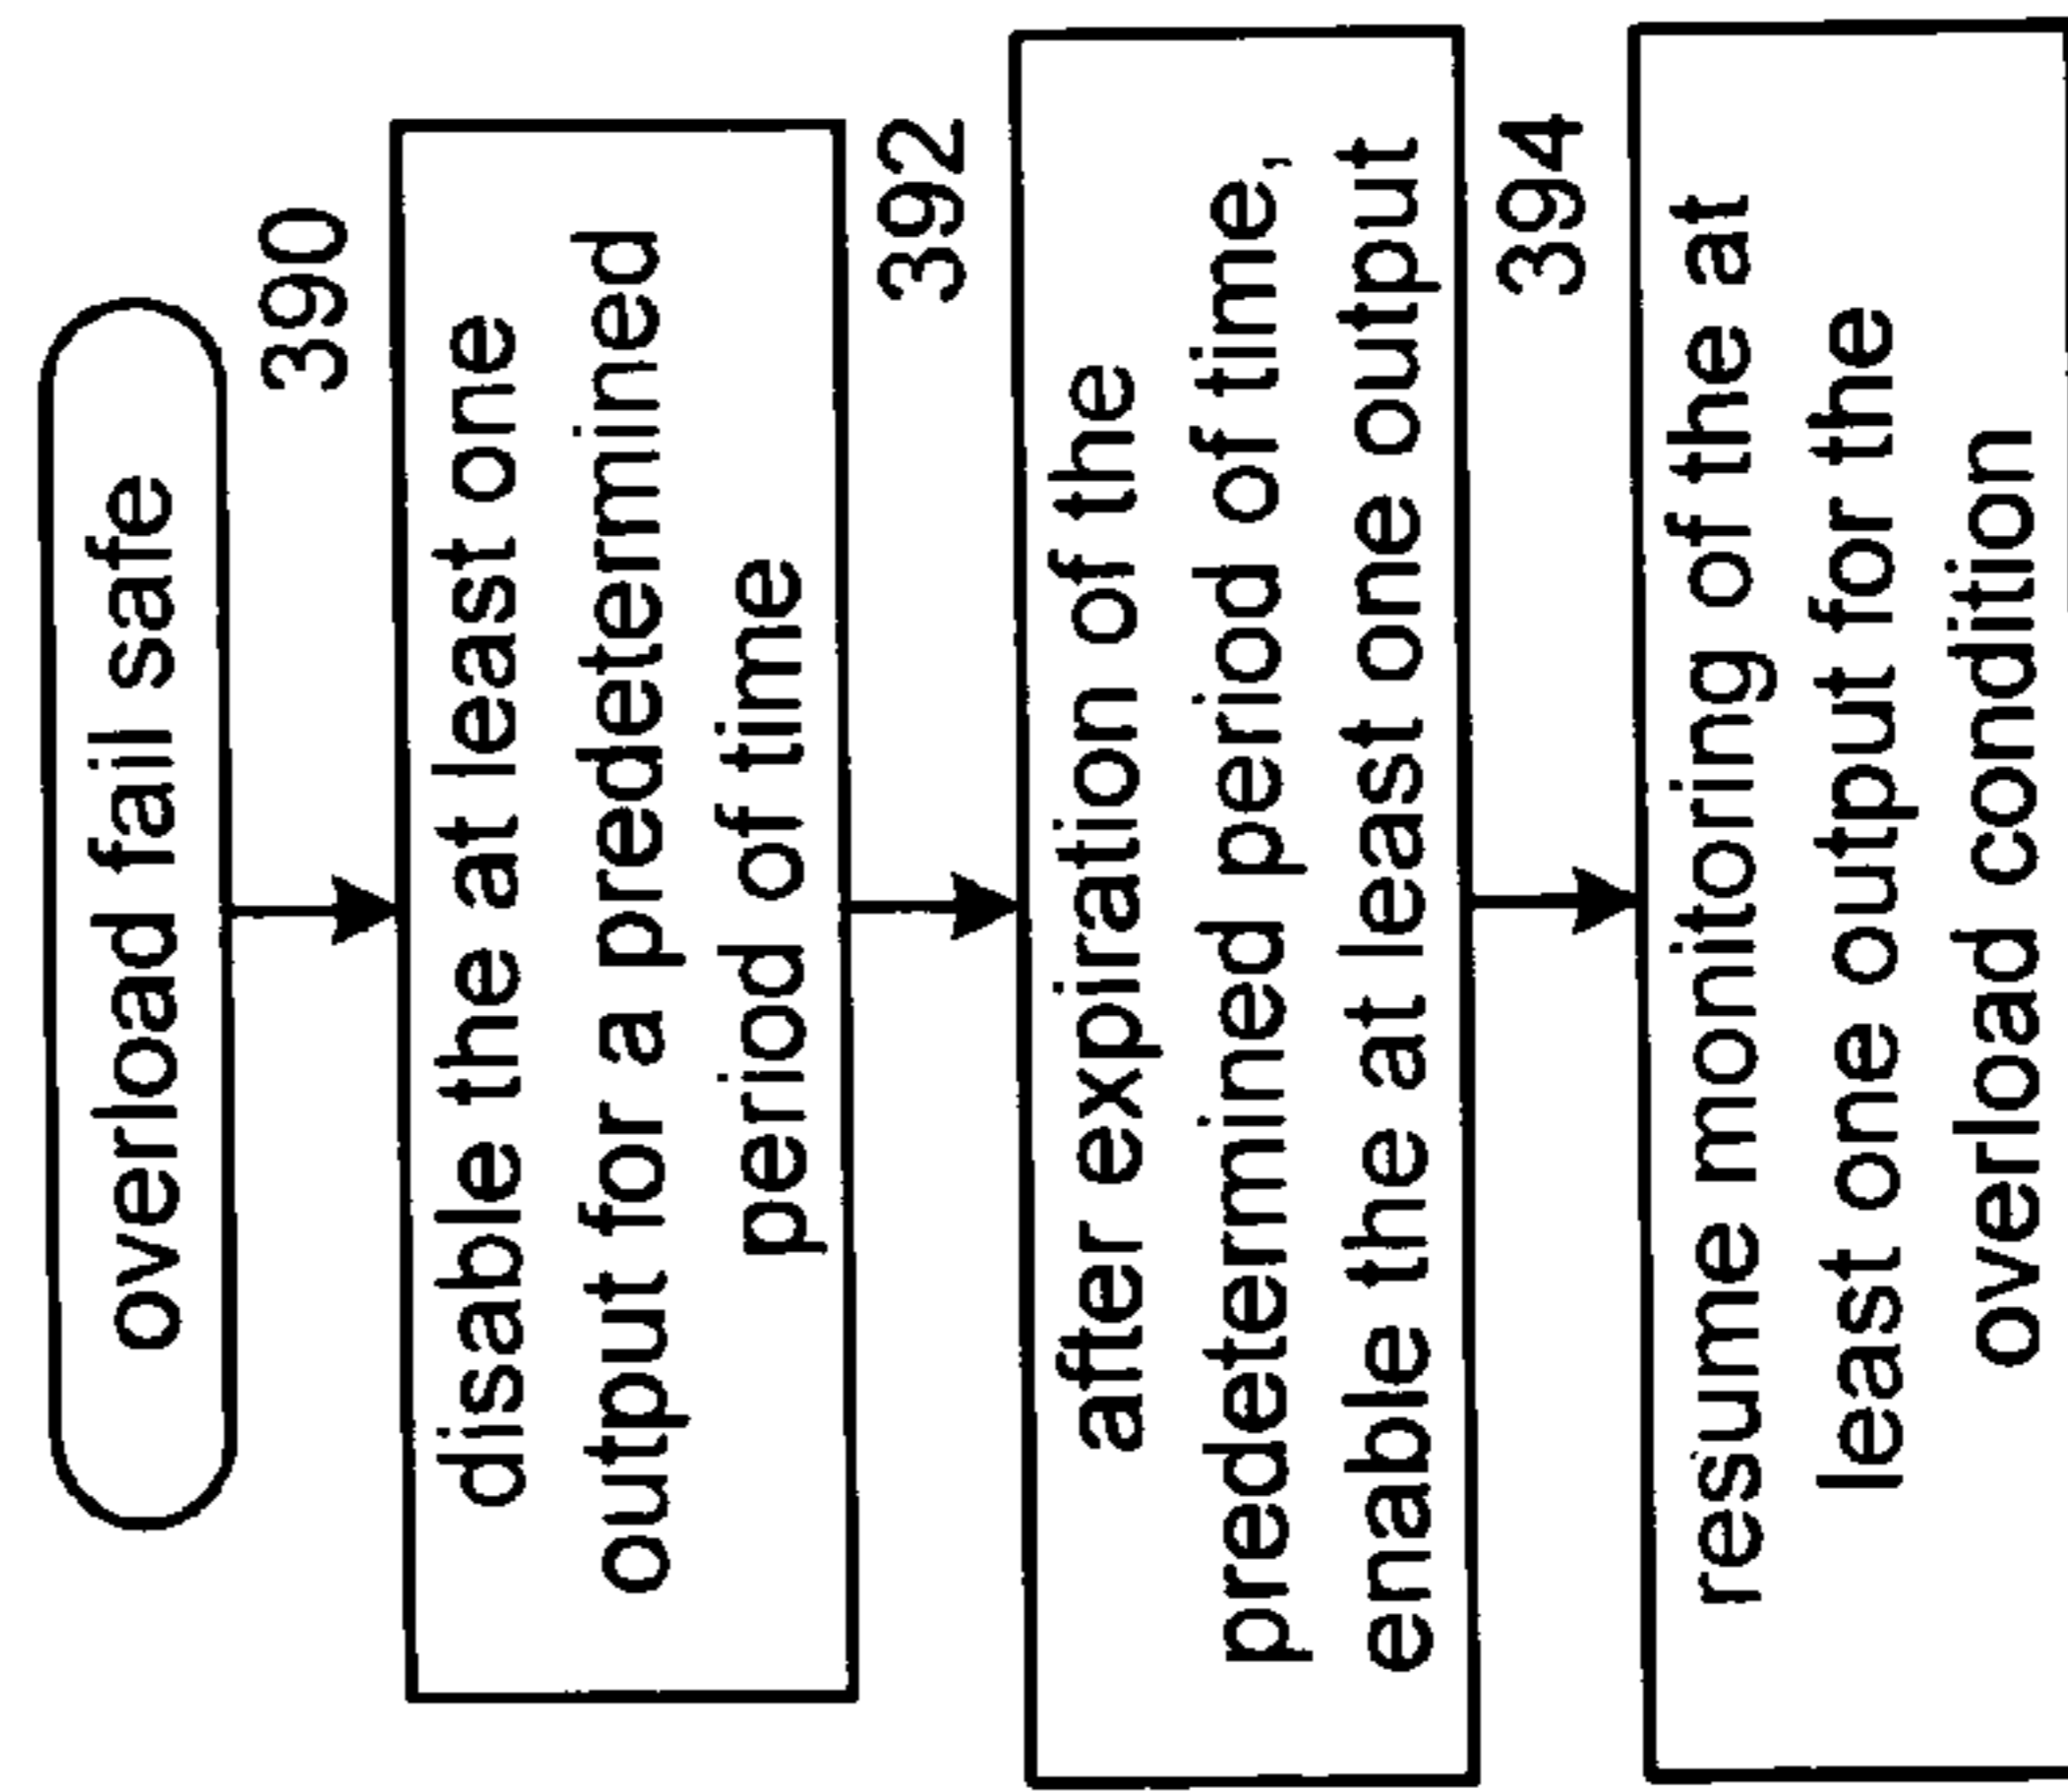 overload fail safe
390
disable the at least one
output for a predetermined
period of time
392
after expiration of the
predetermined period of time,
enable the at least one output
394
resume monitoring of the at
least one output for the
overload condition